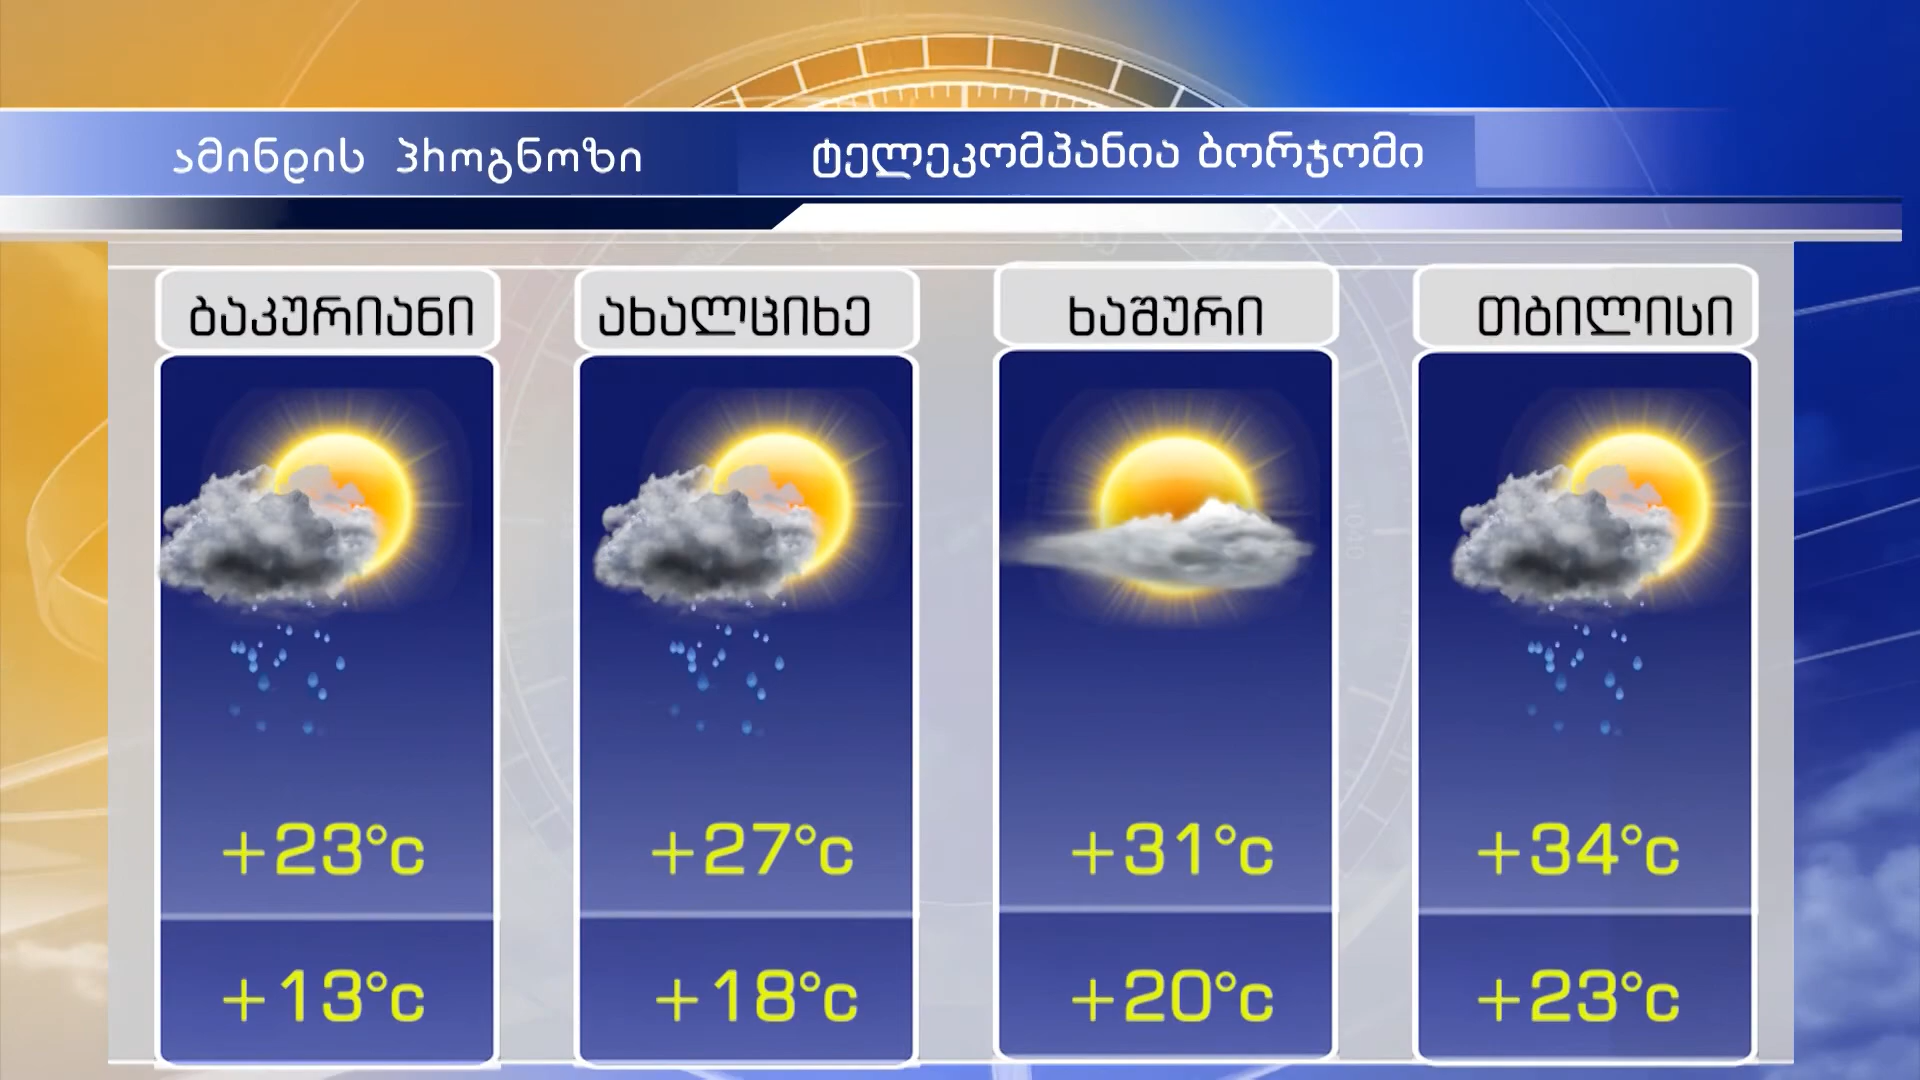 ამინდის პროგნოზი
ტელეკომპანია ბორჯომი
ბაკურიანი
+23°c
+13°c
ახალციხე
+27°c
+18°c
ხაშური
+31°c
+20°c
თბილისი
+34°c
+23°c